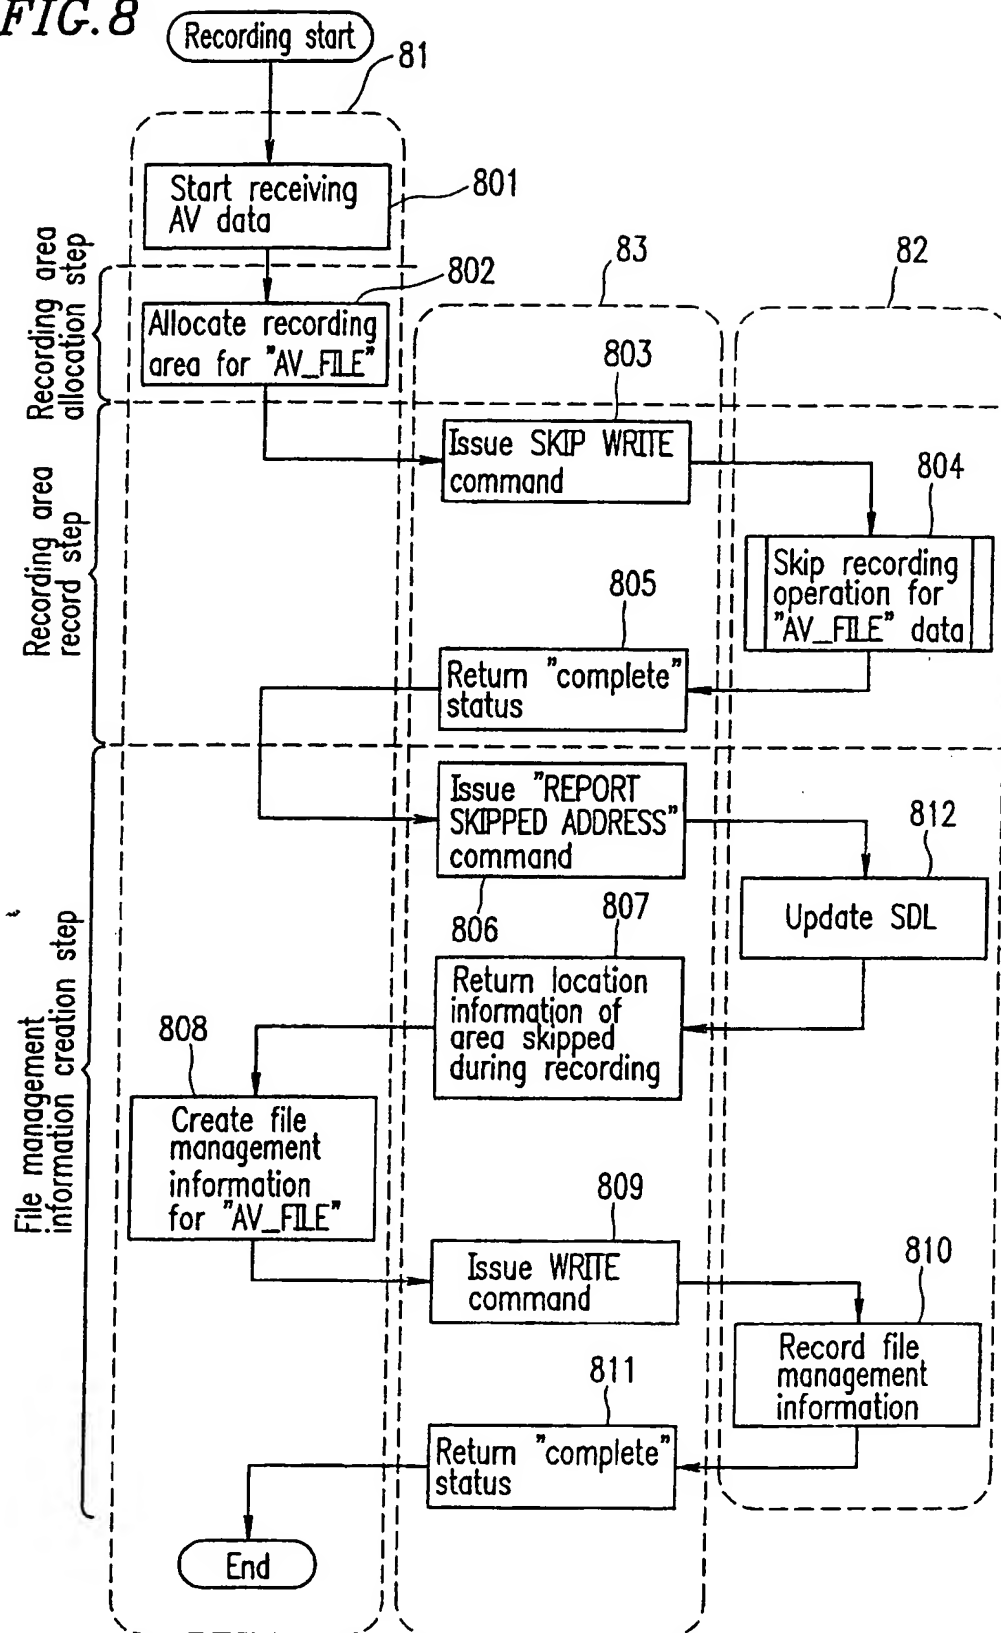 FIG. 8
Recording start
81
Start receiving
AV data
801
Recording area
allocation step
802
Allocate recording
area for "AV_FILE"
83
82
Recording area
record step
803
Issue SKIP WRITE
command
804
Skip recording
operation for
"AV_FILE" data
805
Return "complete"
status
File management
information creation step
Issue "REPORT
SKIPPED ADDRESS"
command
806
812
Update SDL
807
Return location
information of
area skipped
during recording
808
Create file
management
information
for "AV_FILE"
809
Issue WRITE
command
810
Record file
management
information
811
Return "complete"
status
End